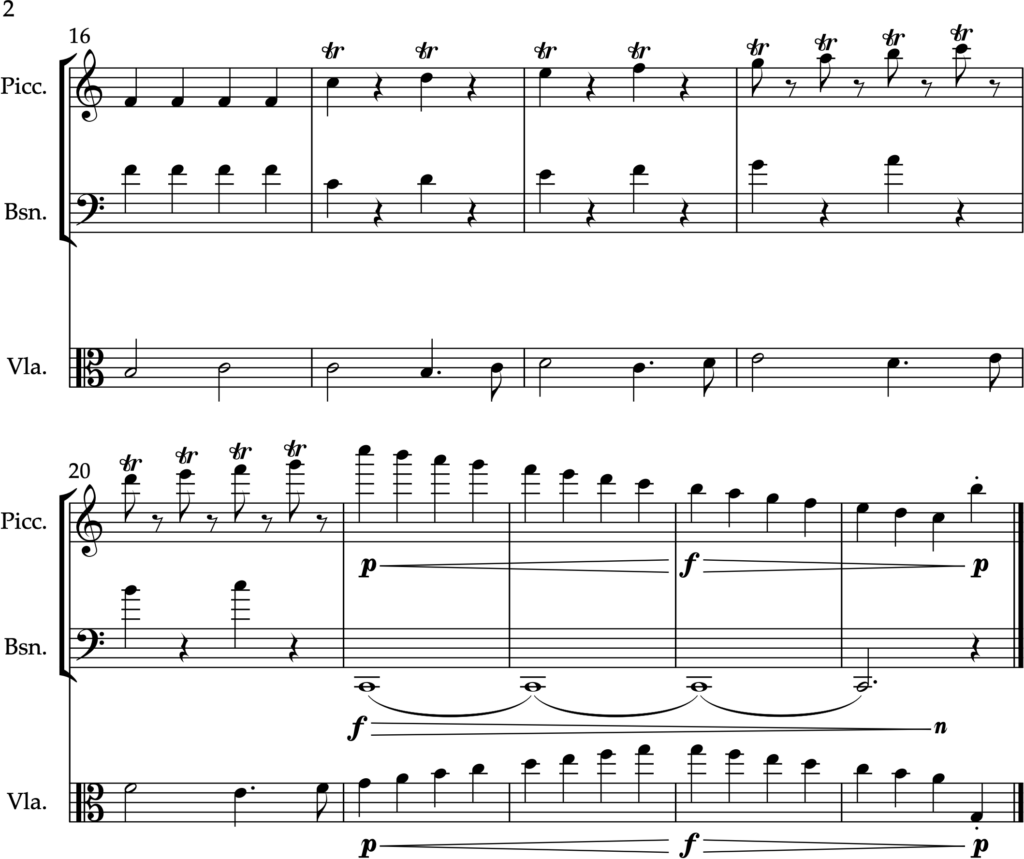 2
16
Picc.
tr tr tr tr tr tr tr tr
Bsn.
Vla.
20
tr tr tr tr
Picc.
p f p
Bsn.
f n
Vla.
p f p